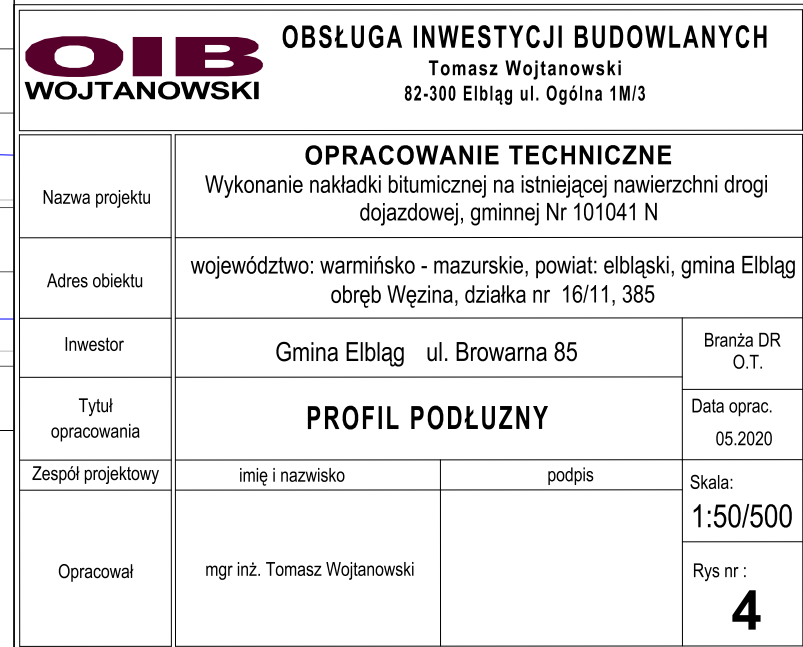 OIB
WOJTANOWSKI
OBSŁUGA INWESTYCJI BUDOWLANYCH
Tomasz Wojtanowski
82-300 Elbląg ul. Ogólna 1M/3
Nazwa projektu
OPRACOWANIE TECHNICZNE
Wykonanie nakładki bitumicznej na istniejącej nawierzchni drogi
dojazdowej, gminnej Nr 101041 N
Adres obiektu
województwo: warmińsko - mazurskie, powiat: elbląski, gmina Elbląg
obręb Węzina, działka nr 16/11, 385
Inwestor
Gmina Elbląg ul. Browarna 85
Branża DR
O.T.
Tytuł
opracowania
PROFIL PODŁUZNY
Data oprac.
05.2020
Zespół projektowy
imię i nazwisko
podpis
Skala:
1:50/500
Opracował
mgr inż. Tomasz Wojtanowski
Rys nr :
4